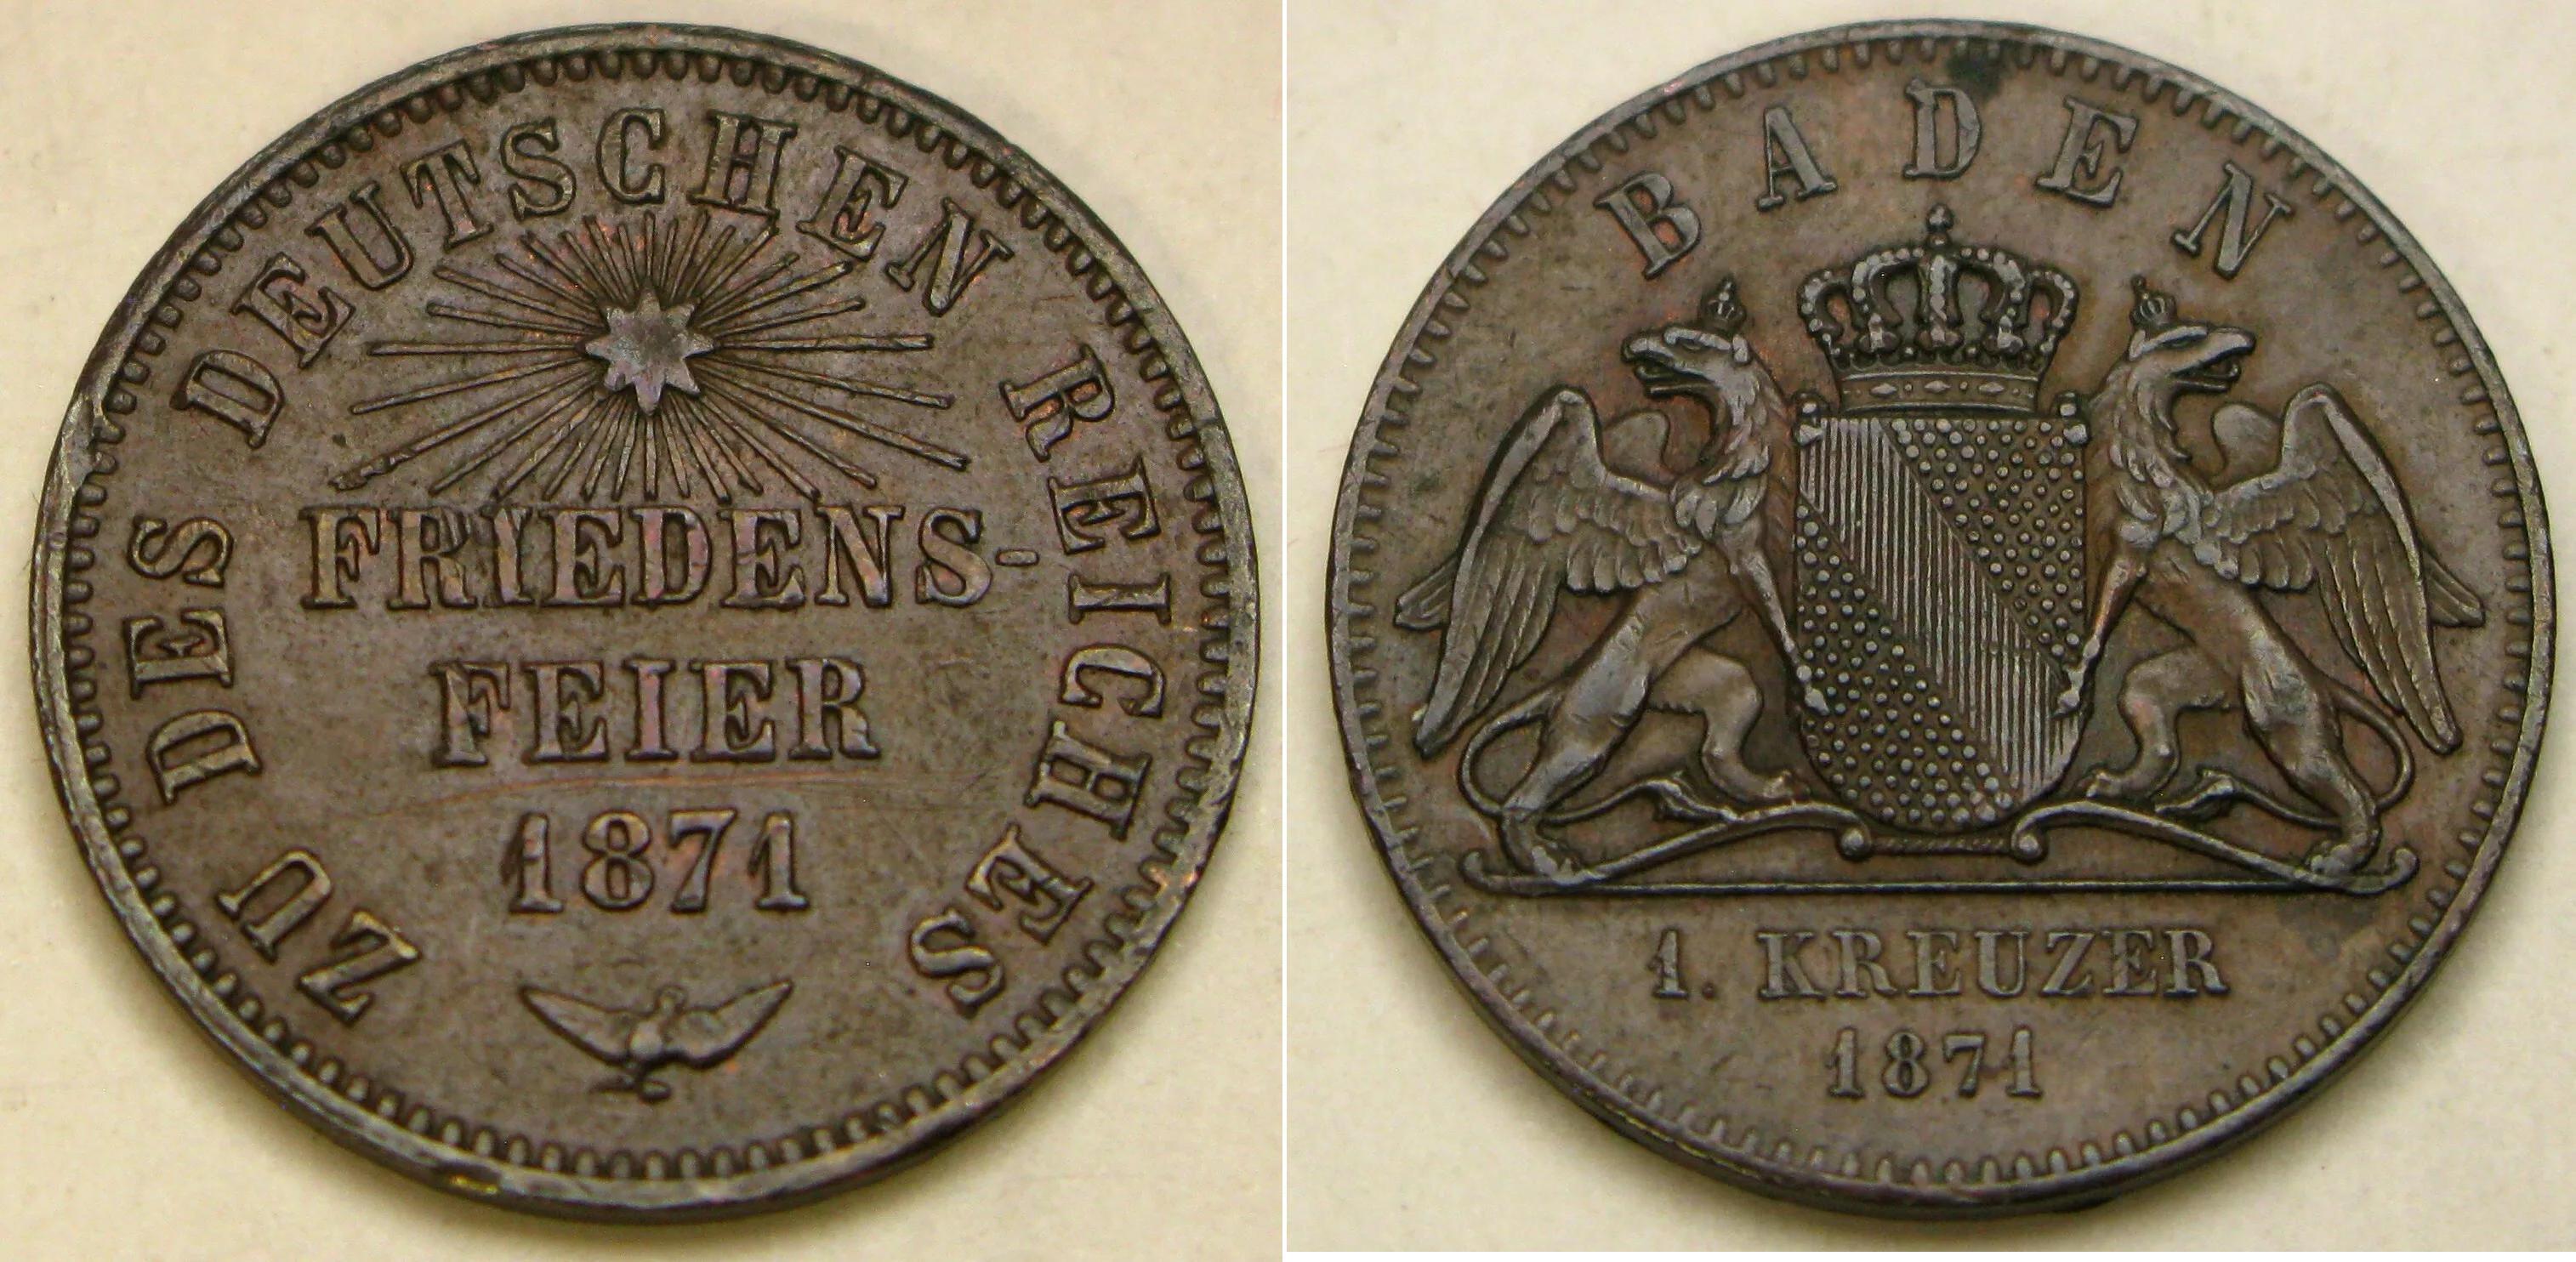 ZU DES DEUTSCHEN REICHES
FRIEDENS-
FEIER
1871
BADEN
1. KREUZER
1871